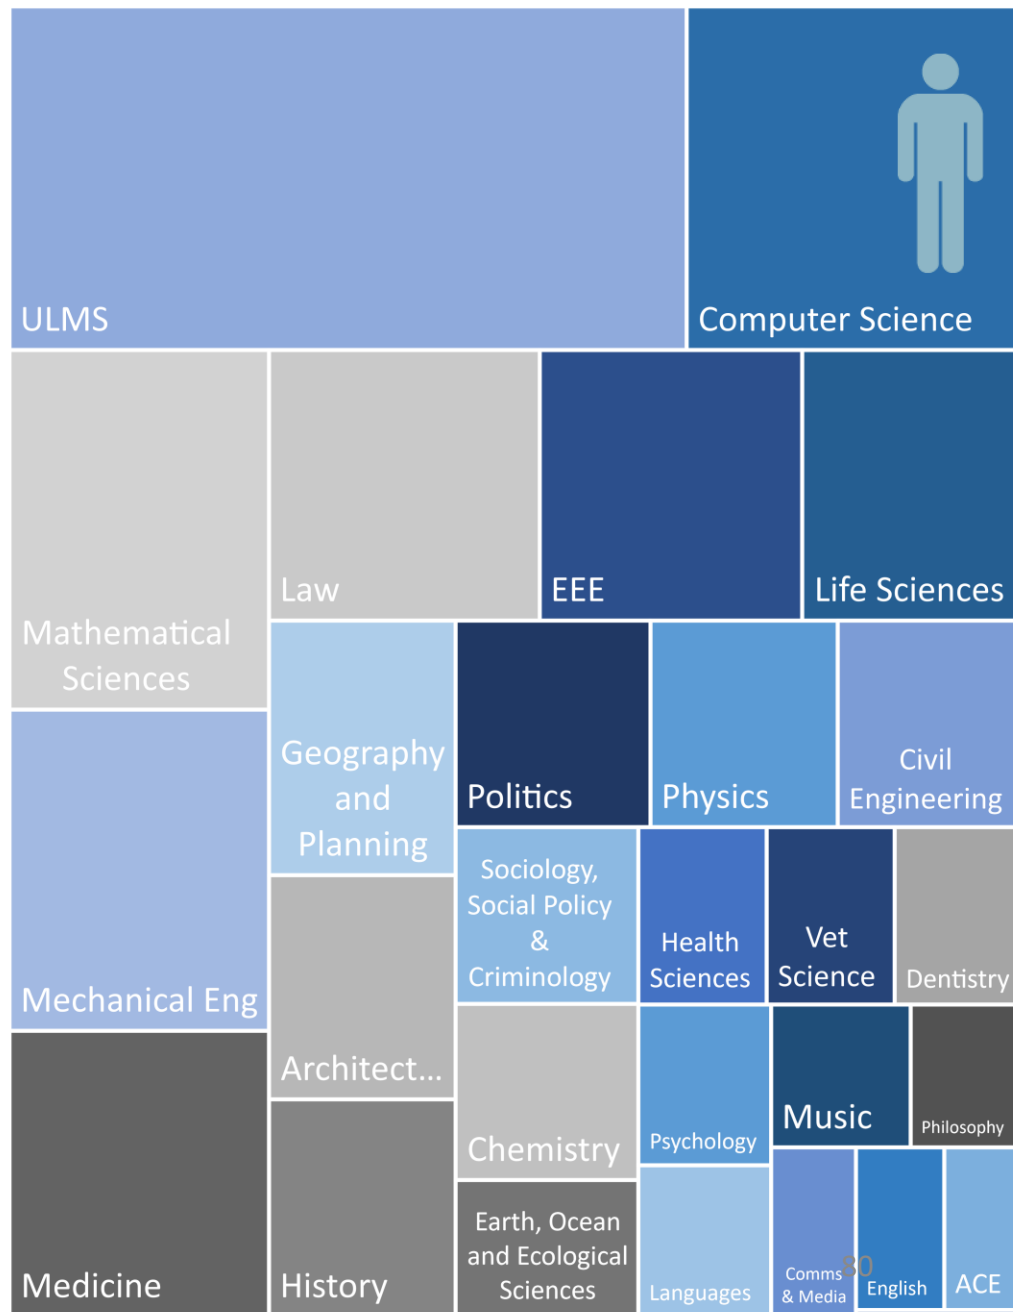 ULMS
Computer Science
Mathematical
Sciences
Law
EEE
Life Sciences
Mechanical Eng
Geography
and
Planning
Politics
Physics
Civil
Engineering
Sociology,
Social Policy
&
Criminology
Health
Sciences
Vet
Science
Dentistry
Medicine
Architect...
History
Chemistry
Earth, Ocean
and Ecological
Sciences
Psychology
Music
Philosophy
Languages
Comms
& Media
80
English
ACE